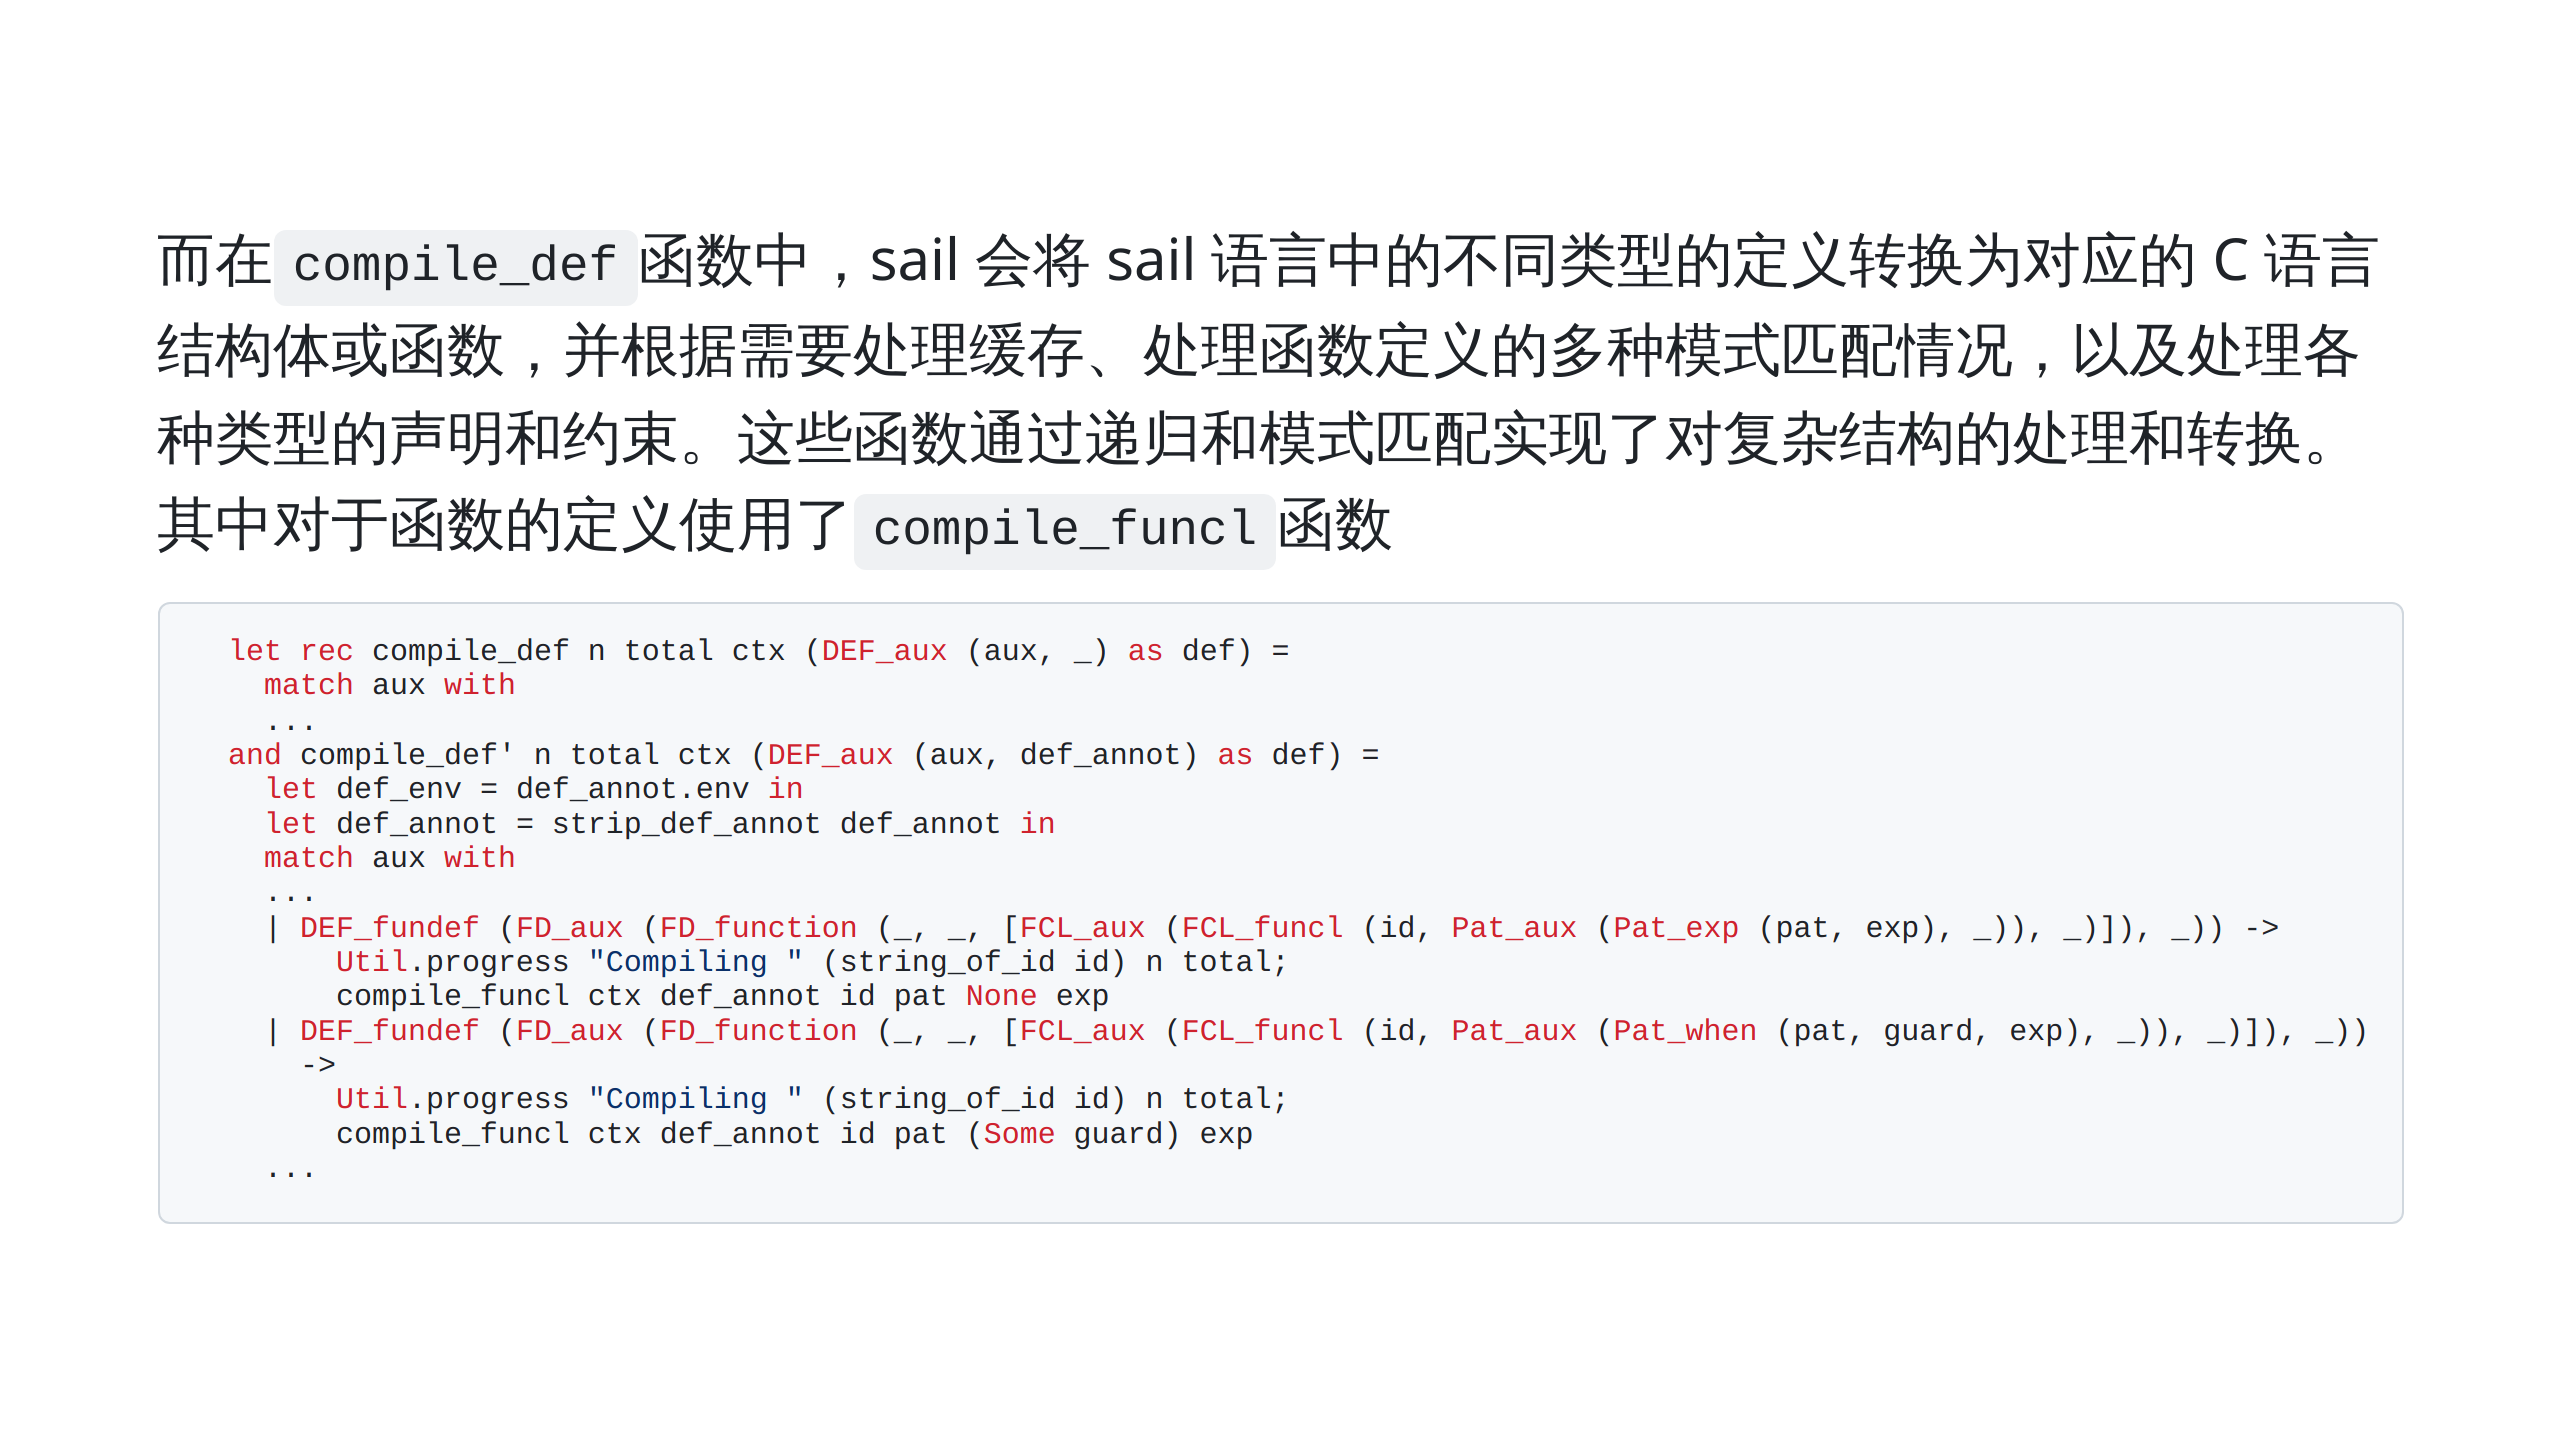 而在 compile_def 函数中，sail 会将 sail 语言中的不同类型的定义转换为对应的 C 语言
结构体或函数，并根据需要处理缓存、处理函数定义的多种模式匹配情况，以及处理各
种类型的声明和约束。这些函数通过递归和模式匹配实现了对复杂结构的处理和转换。
其中对于函数的定义使用了 compile_funcl 函数
let rec compile_def n total ctx (DEF_aux (aux, _) as def) =
  match aux with
  ...
and compile_def' n total ctx (DEF_aux (aux, def_annot) as def) =
  let def_env = def_annot.env in
  let def_annot = strip_def_annot def_annot in
  match aux with
  ...
  | DEF_fundef (FD_aux (FD_function (_, _, [FCL_aux (FCL_funcl (id, Pat_aux (Pat_exp (pat, exp), _)), _)]), _)) ->
      Util.progress "Compiling " (string_of_id id) n total;
      compile_funcl ctx def_annot id pat None exp
  | DEF_fundef (FD_aux (FD_function (_, _, [FCL_aux (FCL_funcl (id, Pat_aux (Pat_when (pat, guard, exp), _)), _)]), _))
    ->
      Util.progress "Compiling " (string_of_id id) n total;
      compile_funcl ctx def_annot id pat (Some guard) exp
  ...